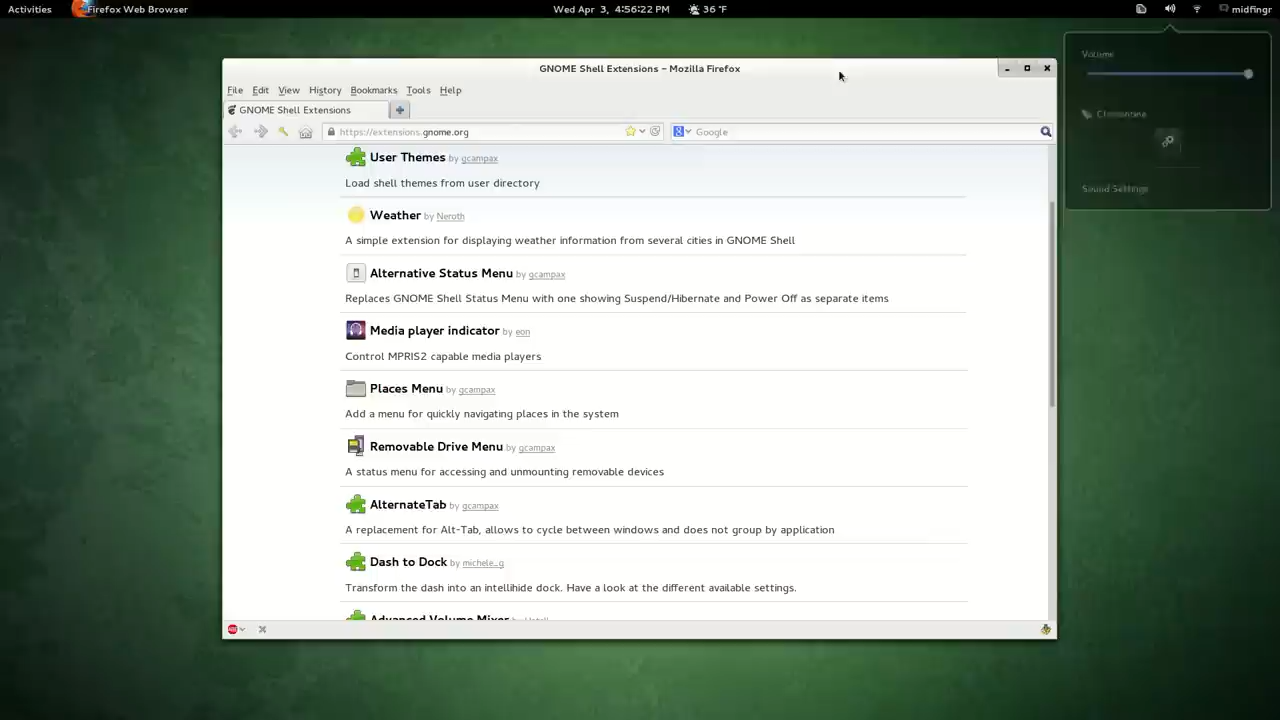 Activities Firefox Web Browser Wed Apr 3, 4:56:22 PM 36 °F midfingr
GNOME Shell Extensions – Mozilla Firefox
File Edit View History Bookmarks Tools Help
GNOME Shell Extensions
https://extensions.gnome.org Google
User Themes by gcampax
Load shell themes from user directory
Weather by Neroth
A simple extension for displaying weather information from several cities in GNOME Shell
Alternative Status Menu by gcampax
Replaces GNOME Shell Status Menu with one showing Suspend/Hibernate and Power Off as separate items
Media player indicator by eon
Control MPRIS2 capable media players
Places Menu by gcampax
Add a menu for quickly navigating places in the system
Removable Drive Menu by gcampax
A status menu for accessing and unmounting removable devices
AlternateTab by gcampax
A replacement for Alt-Tab, allows to cycle between windows and does not group by application
Dash to Dock by michele_g
Transform the dash into an intellihide dock. Have a look at the different available settings.
Advanced Volume Mixer by
ABP
Volume
Clementine
Sound Settings